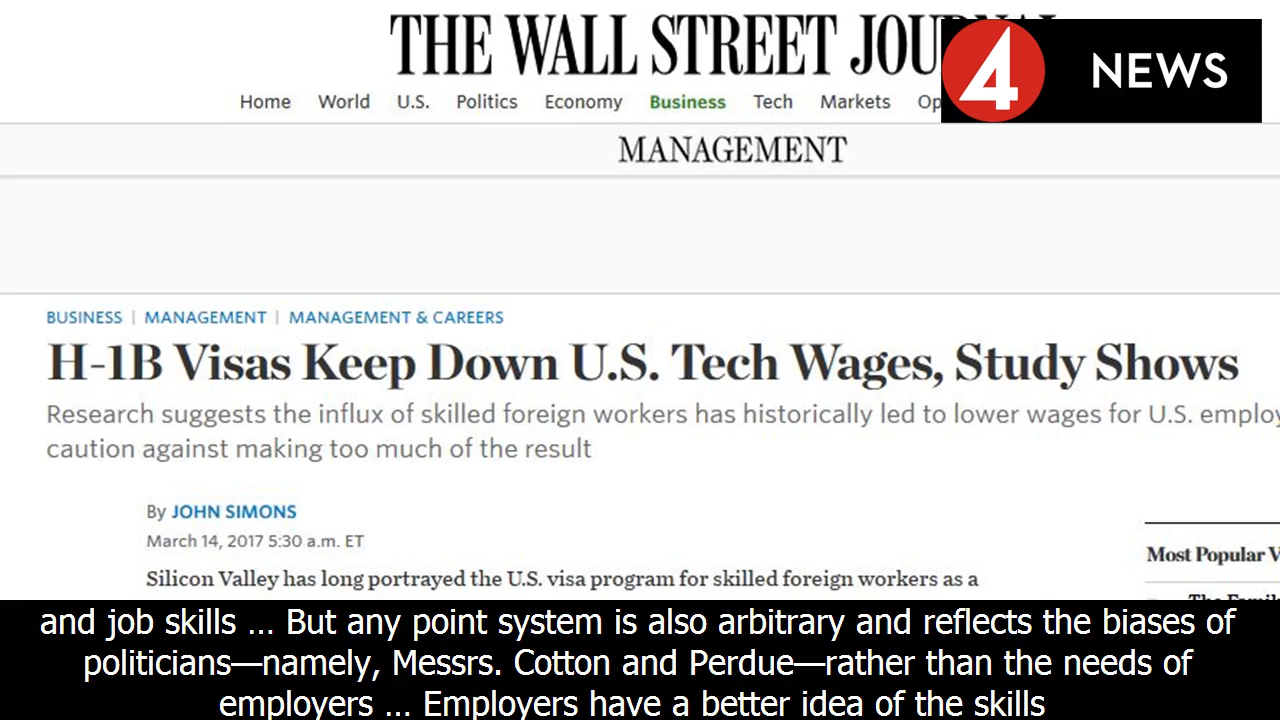 THE WALL STREET JOU
4 NEWS
Home World U.S. Politics Economy Business Tech Markets Op
MANAGEMENT
BUSINESS | MANAGEMENT | MANAGEMENT & CAREERS
H-1B Visas Keep Down U.S. Tech Wages, Study Shows
Research suggests the influx of skilled foreign workers has historically led to lower wages for U.S. employ
caution against making too much of the result
By JOHN SIMONS
March 14, 2017 5:30 a.m. ET
Most Popular V
Silicon Valley has long portrayed the U.S. visa program for skilled foreign workers as a
and job skills ... But any point system is also arbitrary and reflects the biases of
politicians—namely, Messrs. Cotton and Perdue—rather than the needs of
employers ... Employers have a better idea of the skills